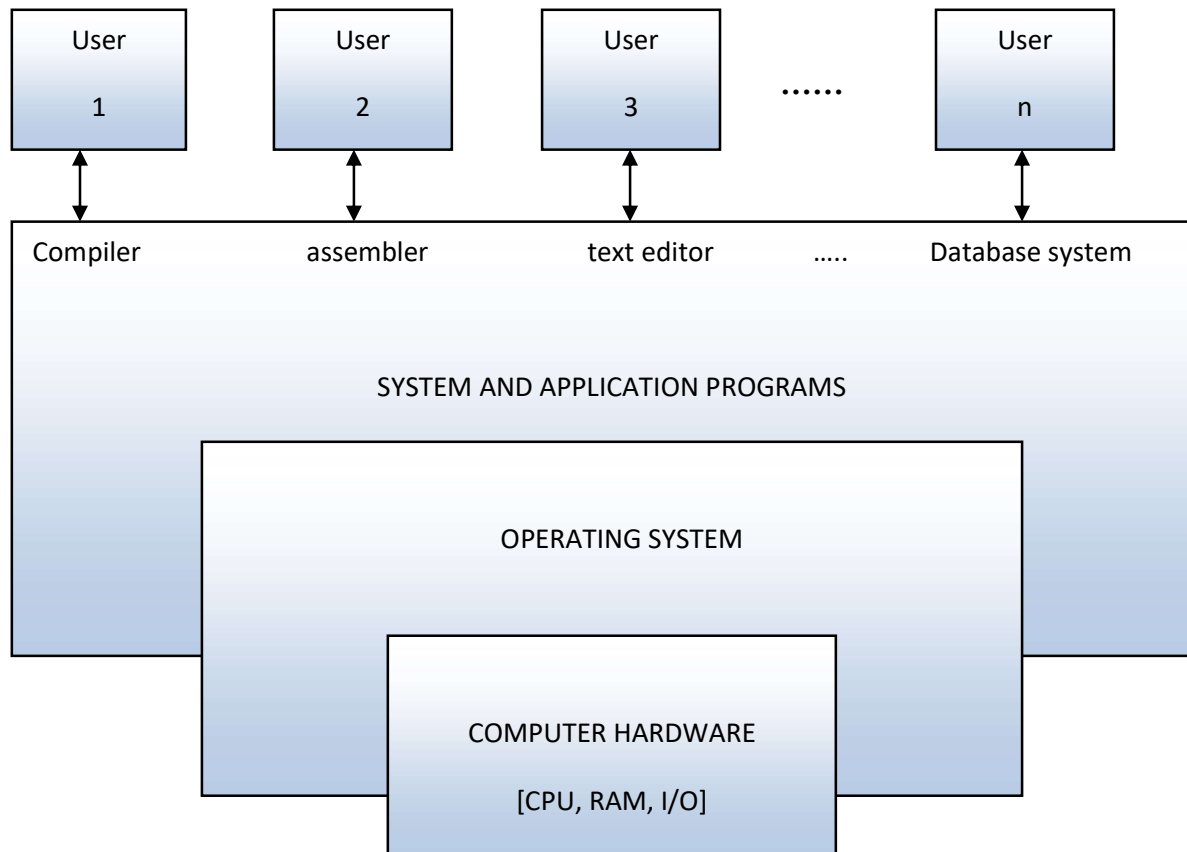 User User User User
1 2 3 ...... n
Compiler assembler text editor ….. Database system
SYSTEM AND APPLICATION PROGRAMS
OPERATING SYSTEM
COMPUTER HARDWARE
[CPU, RAM, I/O]